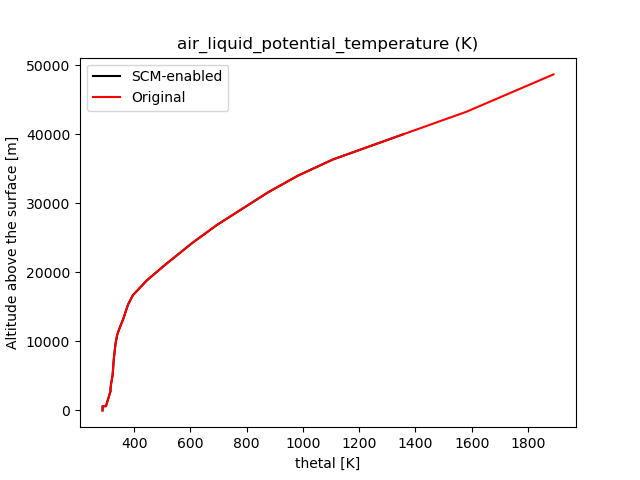 air_liquid_potential_temperature (K)
SCM-enabled
Original
Altitude above the surface [m]
50000
40000
30000
20000
10000
0
400 600 800 1000 1200 1400 1600 1800
thetal [K]